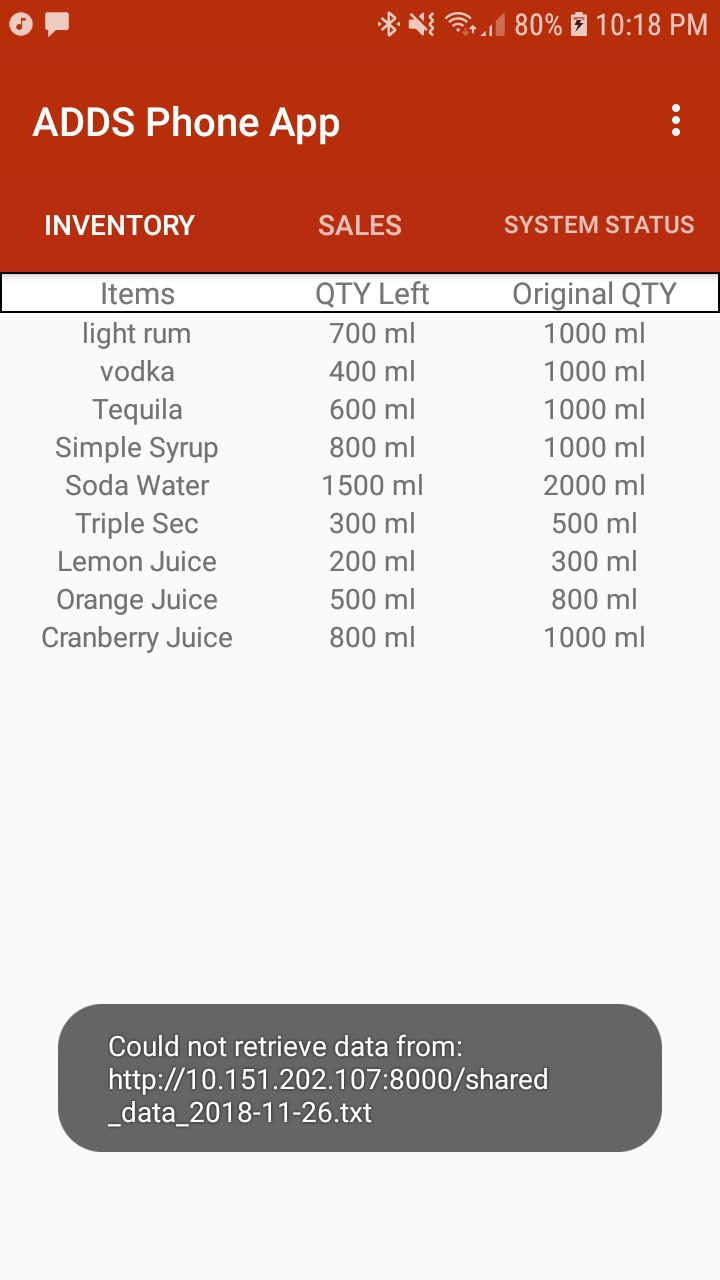 80% 10:18 PM
ADDS Phone App
INVENTORY SALES SYSTEM STATUS
Items QTY Left Original QTY
light rum 700 ml 1000 ml
vodka 400 ml 1000 ml
Tequila 600 ml 1000 ml
Simple Syrup 800 ml 1000 ml
Soda Water 1500 ml 2000 ml
Triple Sec 300 ml 500 ml
Lemon Juice 200 ml 300 ml
Orange Juice 500 ml 800 ml
Cranberry Juice 800 ml 1000 ml
Could not retrieve data from:
http://10.151.202.107:8000/shared
_data_2018-11-26.txt